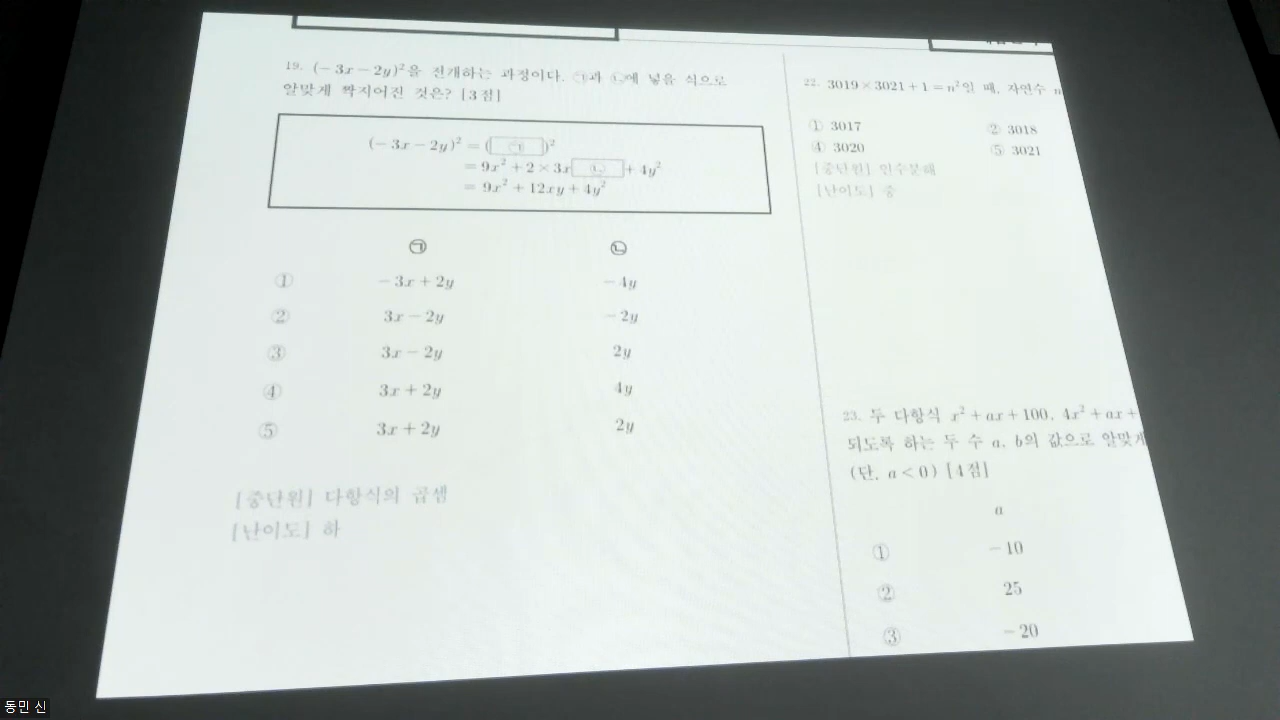 19. (-3x-2y)²을 전개하는 과정이다. ㉠과 ㉡에 넣을 식으로
알맞게 짝지어진 것은? [3점]
(-3x-2y)² = (㉠)²
= 9x²+2×3x ㉡ +4y²
= 9x²+12xy+4y²
㉠ ㉡
① -3x+2y -4y
② 3x-2y -2y
③ 3x-2y 2y
④ 3x+2y 4y
⑤ 3x+2y 2y
[중단원] 다항식의 곱셈
[난이도] 하
22. 3019×3021+1=n²일 때, 자연수 n
① 3017 ② 3018
④ 3020 ⑤ 3021
[중단원] 인수분해
[난이도] 중
23. 두 다항식 x²+ax+100, 4x²+ax+
되도록 하는 두 수 a, b의 값으로 알맞게
(단, a<0) [4점]
a
① -10
② 25
③ -20
동민 신